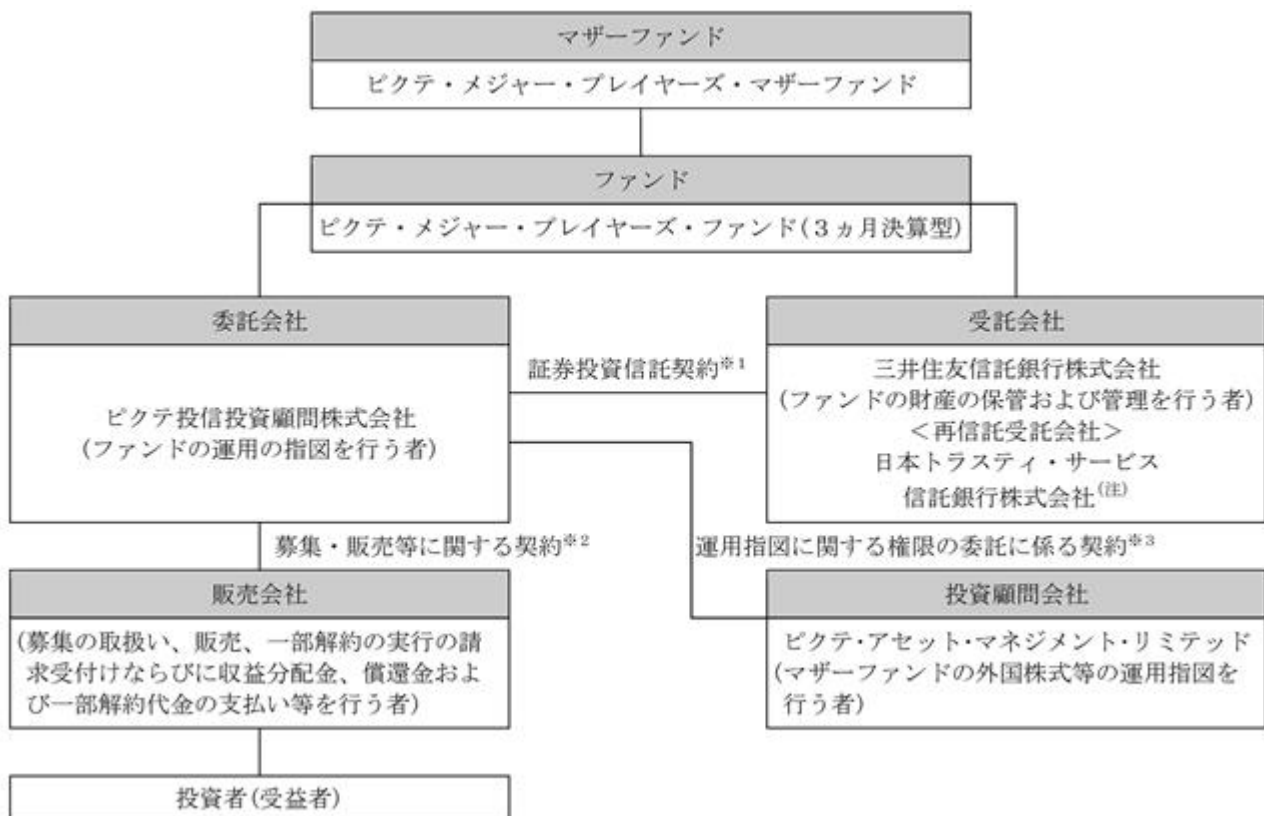 マザーファンド
ピクテ・メジャー・プレイヤーズ・マザーファンド
ファンド
ピクテ・メジャー・プレイヤーズ・ファンド(3ヵ月決算型)
委託会社
ピクテ投信投資顧問株式会社
(ファンドの運用の指図を行う者)
証券投資信託契約※1
受託会社
三井住友信託銀行株式会社
(ファンドの財産の保管および管理を行う者)
<再信託受託会社>
日本トラスティ・サービス
信託銀行株式会社(注)
募集・販売等に関する契約※2
運用指図に関する権限の委託に係る契約※3
販売会社
(募集の取扱い、販売、一部解約の実行の請
求受付けならびに収益分配金、償還金およ
び一部解約代金の支払い等を行う者)
投資顧問会社
ピクテ・アセット・マネジメント・リミテッド
(マザーファンドの外国株式等の運用指図を
行う者)
投資者(受益者)